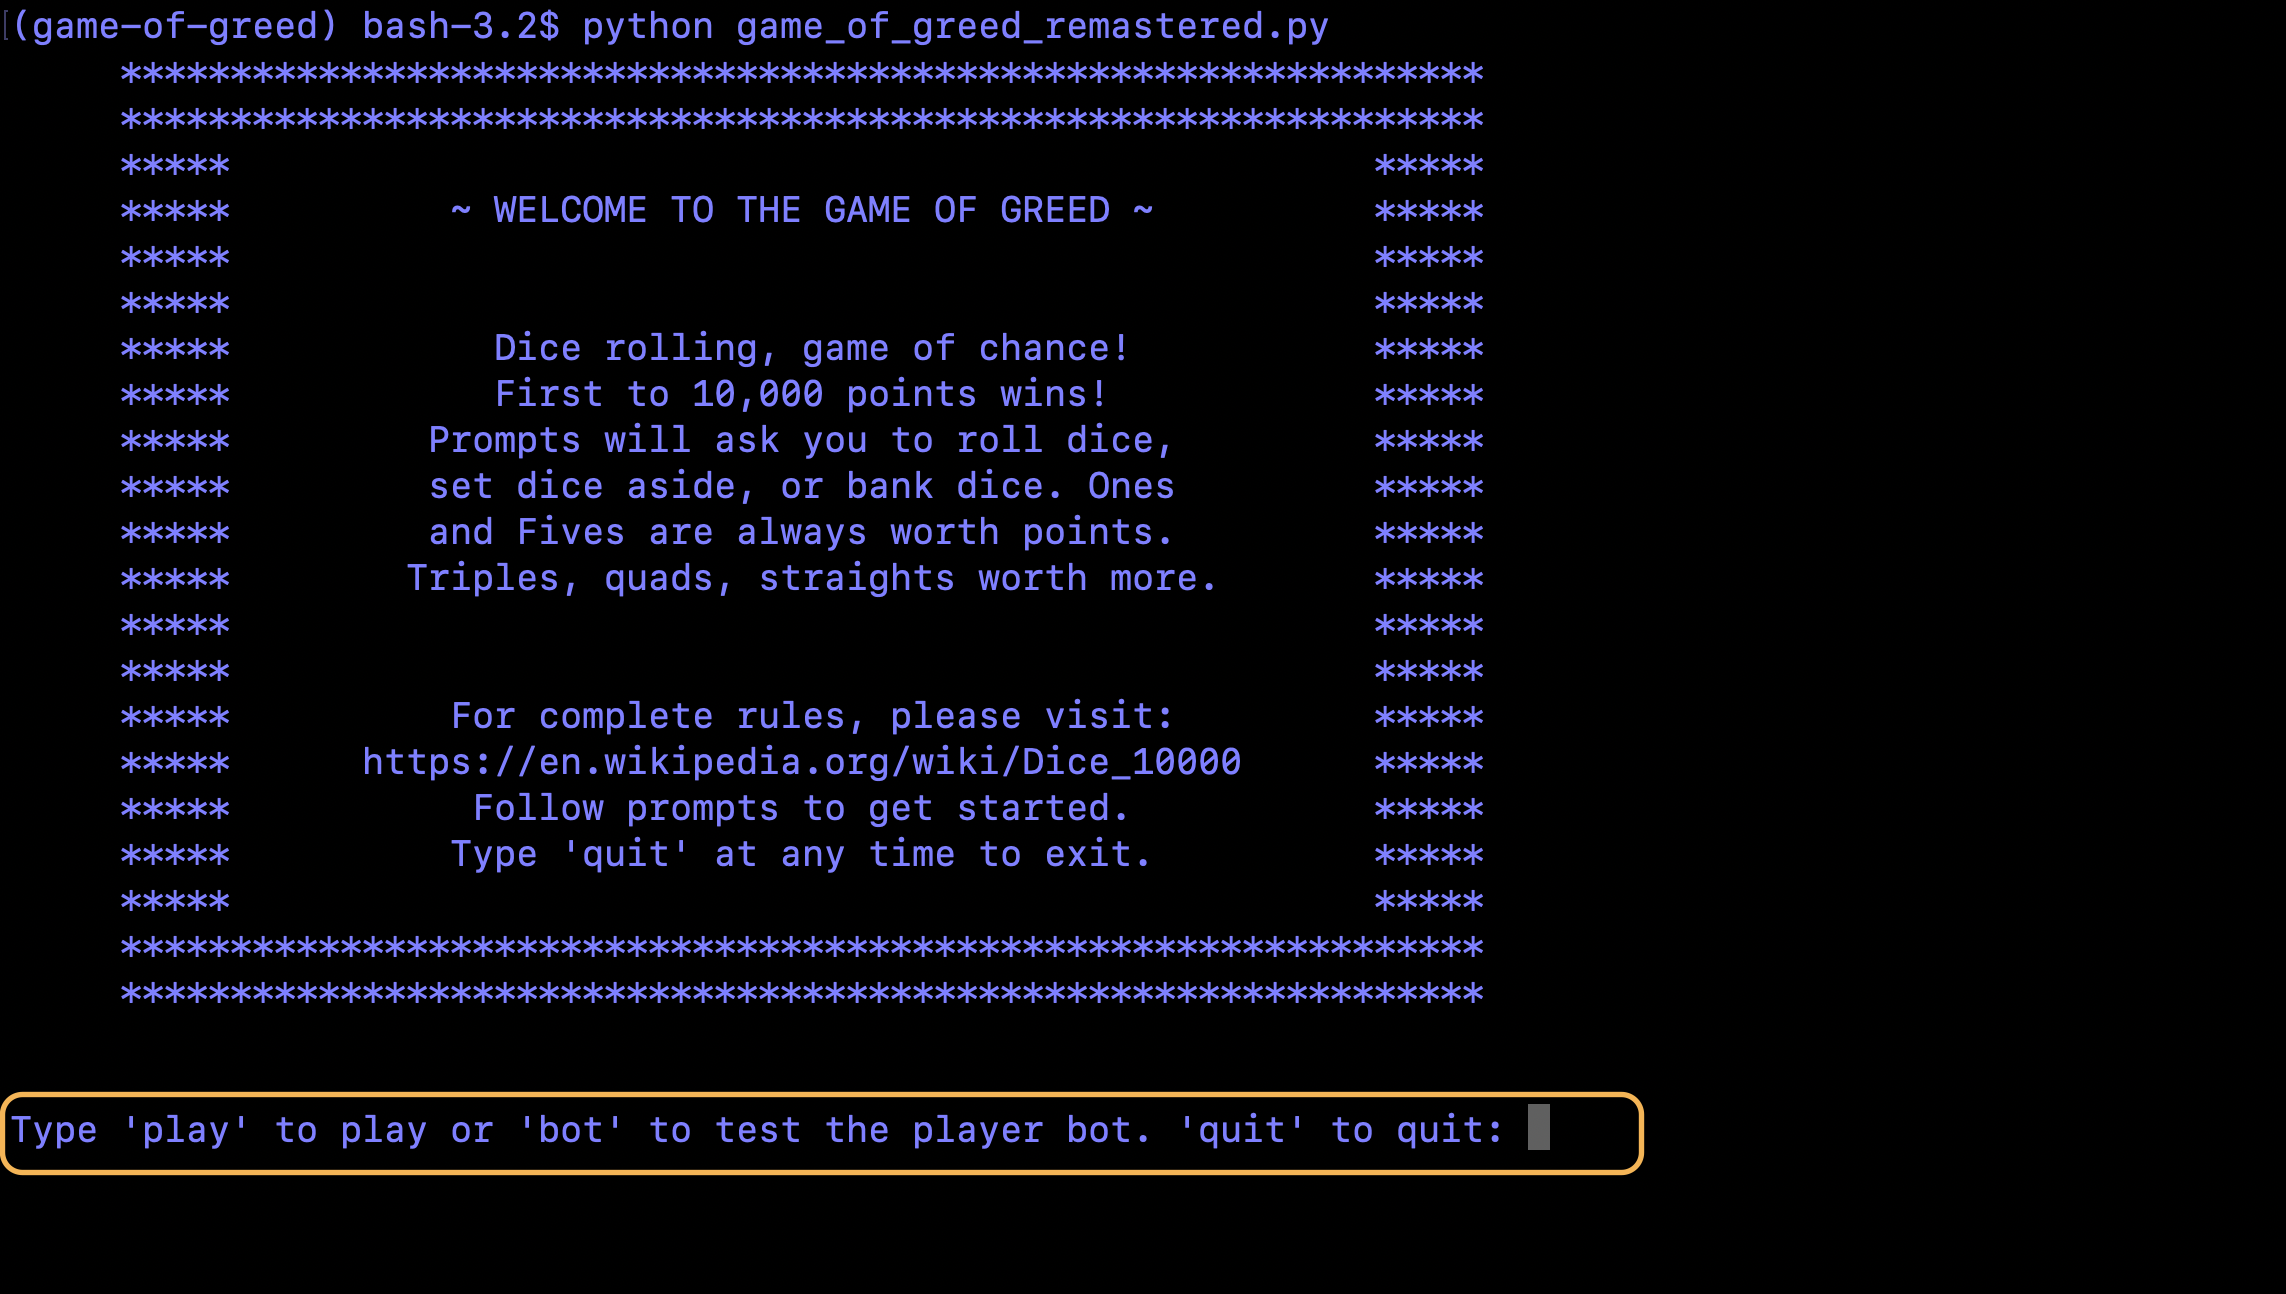 (game-of-greed) bash-3.2$ python game_of_greed_remastered.py
**************************************************************
**************************************************************
*****                                                    *****
*****          ~ WELCOME TO THE GAME OF GREED ~          *****
*****                                                    *****
*****                                                    *****
*****            Dice rolling, game of chance!           *****
*****            First to 10,000 points wins!            *****
*****         Prompts will ask you to roll dice,         *****
*****         set dice aside, or bank dice. Ones         *****
*****         and Fives are always worth points.         *****
*****        Triples, quads, straights worth more.       *****
*****                                                    *****
*****                                                    *****
*****          For complete rules, please visit:         *****
*****      https://en.wikipedia.org/wiki/Dice_10000      *****
*****           Follow prompts to get started.           *****
*****          Type 'quit' at any time to exit.          *****
*****                                                    *****
**************************************************************
**************************************************************
Type 'play' to play or 'bot' to test the player bot. 'quit' to quit: